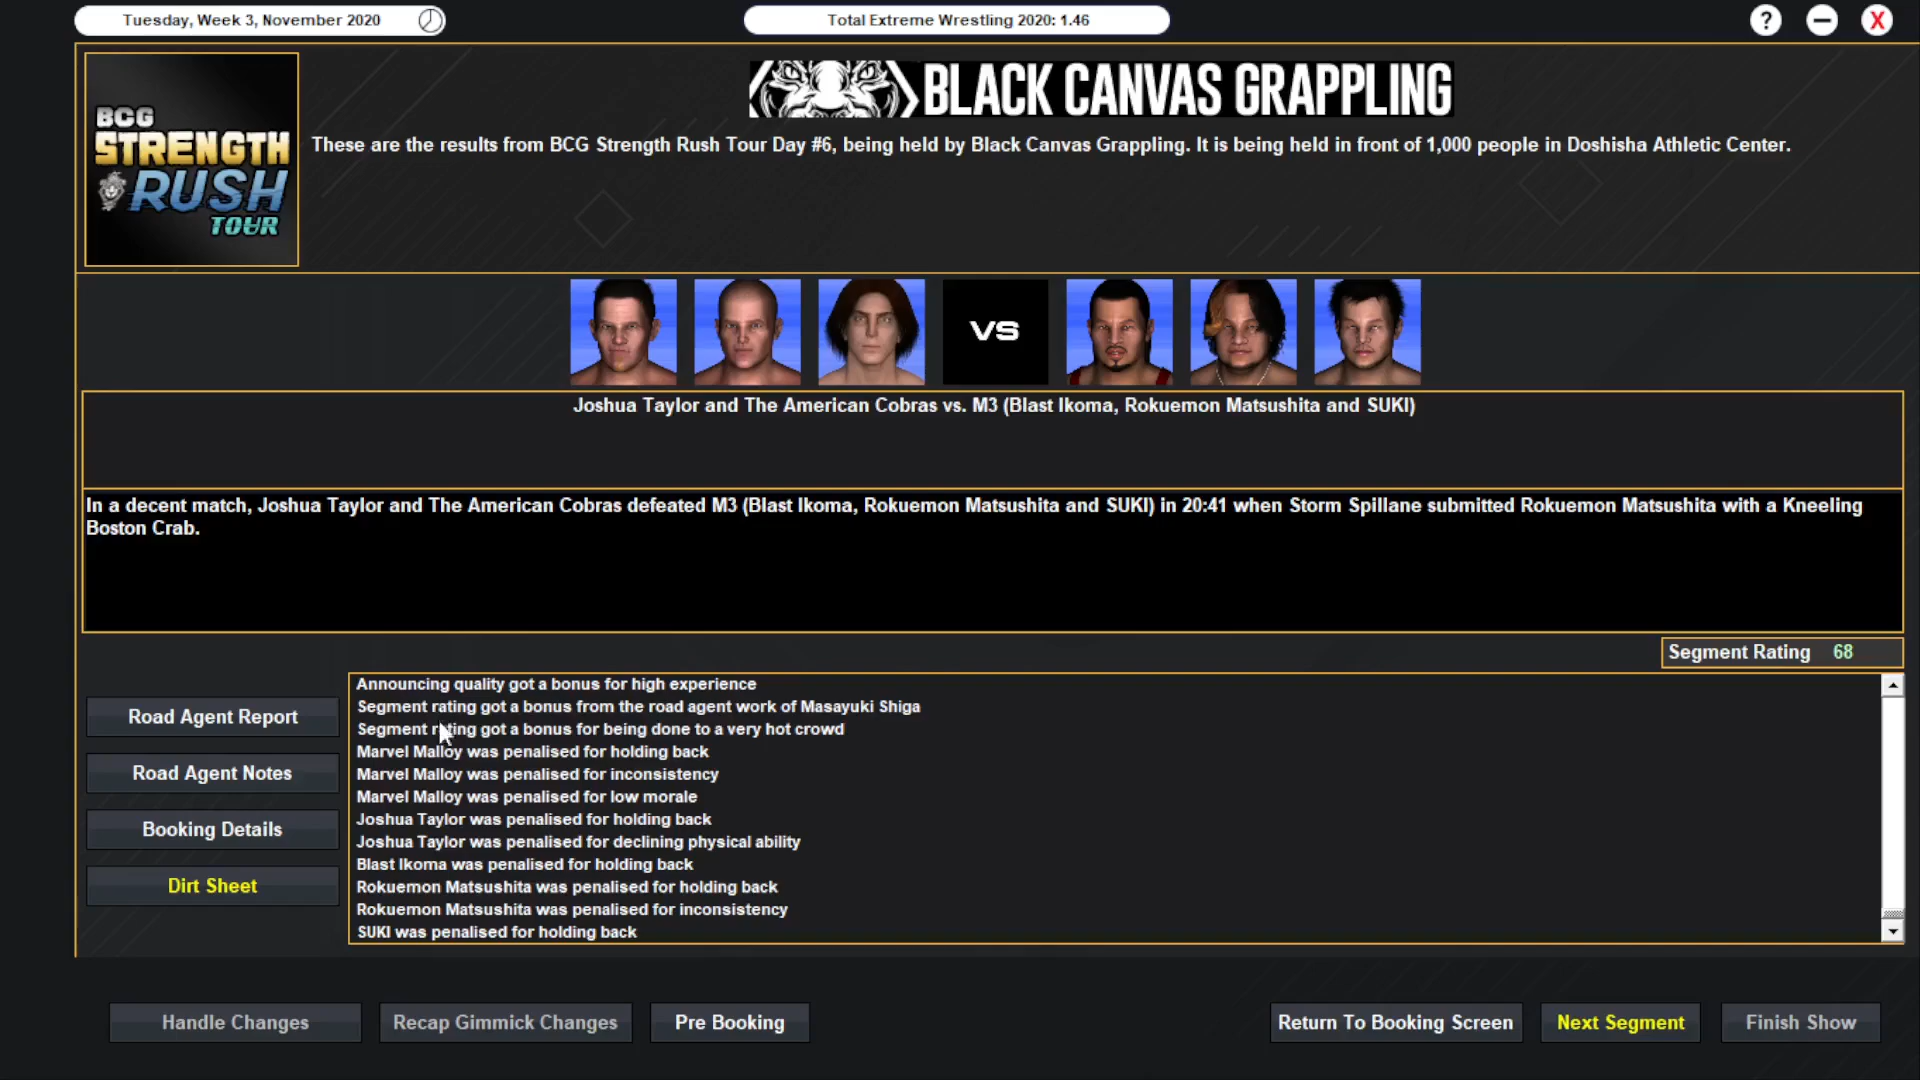 Tuesday, Week 3, November 2020
Total Extreme Wrestling 2020: 1.46
?
X
BCG
STRENGTH
RUSH
TOUR
BLACK CANVAS GRAPPLING
These are the results from BCG Strength Rush Tour Day #6, being held by Black Canvas Grappling. It is being held in front of 1,000 people in Doshisha Athletic Center.
VS
Joshua Taylor and The American Cobras vs. M3 (Blast Ikoma, Rokuemon Matsushita and SUKI)
In a decent match, Joshua Taylor and The American Cobras defeated M3 (Blast Ikoma, Rokuemon Matsushita and SUKI) in 20:41 when Storm Spillane submitted Rokuemon Matsushita with a Kneeling
Boston Crab.
Segment Rating 68
Road Agent Report
Road Agent Notes
Booking Details
Dirt Sheet
Announcing quality got a bonus for high experience
Segment rating got a bonus from the road agent work of Masayuki Shiga
Segment rating got a bonus for being done to a very hot crowd
Marvel Malloy was penalised for holding back
Marvel Malloy was penalised for inconsistency
Marvel Malloy was penalised for low morale
Joshua Taylor was penalised for holding back
Joshua Taylor was penalised for declining physical ability
Blast Ikoma was penalised for holding back
Rokuemon Matsushita was penalised for holding back
Rokuemon Matsushita was penalised for inconsistency
SUKI was penalised for holding back
Handle Changes
Recap Gimmick Changes
Pre Booking
Return To Booking Screen
Next Segment
Finish Show